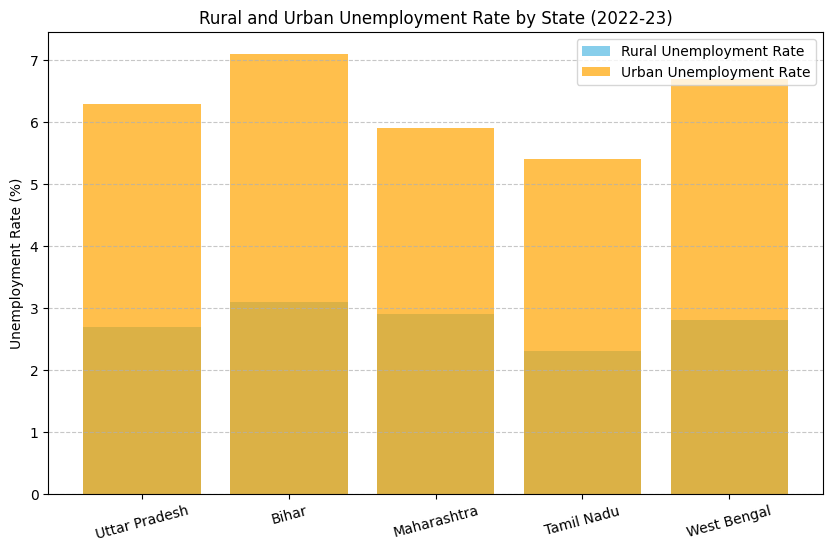 Rural and Urban Unemployment Rate by State (2022-23)
Rural Unemployment Rate
Urban Unemployment Rate
Unemployment Rate (%)
7
6
5
4
3
2
1
0
Uttar Pradesh
Bihar
Maharashtra
Tamil Nadu
West Bengal